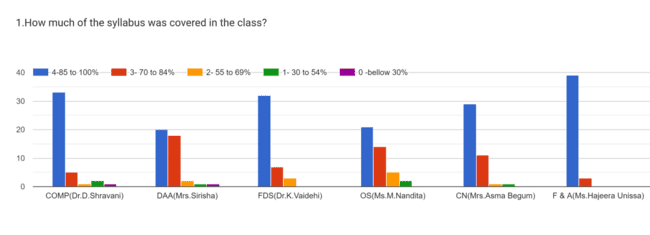 1.How much of the syllabus was covered in the class?
4-85 to 100% 3- 70 to 84% 2- 55 to 69% 1- 30 to 54% 0 -bellow 30%
40
30
20
10
0
COMP(Dr.D.Shravani) DAA(Mrs.Sirisha) FDS(Dr.K.Vaidehi) OS(Ms.M.Nandita) CN(Mrs.Asma Begum) F & A(Ms.Hajeera Unissa)